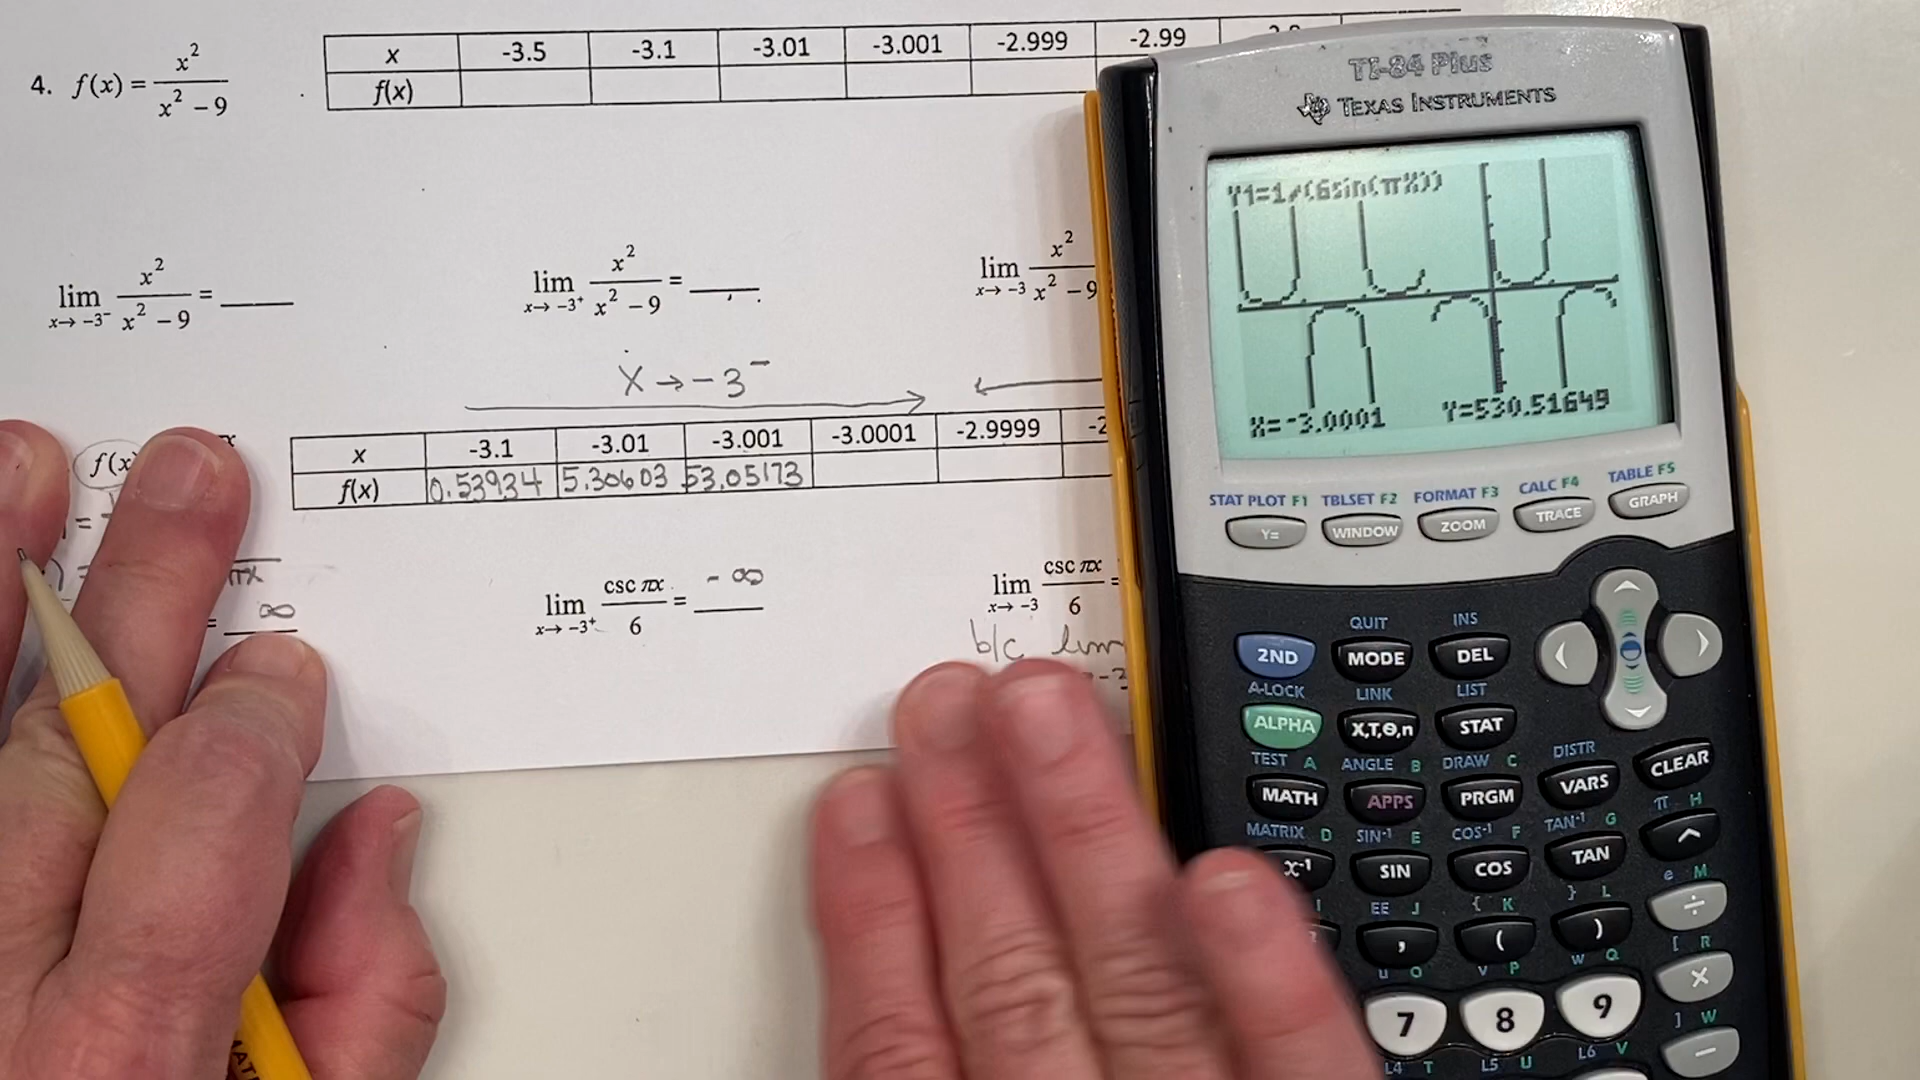 4. f(x) = x² / (x² − 9)
x -3.5 -3.1 -3.01 -3.001 -2.999 -2.99
f(x)
lim x→ −3⁻ x² / (x² − 9) = ____
lim x→ −3⁺ x² / (x² − 9) = ____
lim x→ −3 x² / (x² − 9
X → -3⁻
f(x
x -3.1 -3.01 -3.001 -3.0001 -2.9999
f(x) 0.53934 5.30603 53.05173
πx
= ∞
lim x→ −3⁺ csc πx / 6 = - ∞
lim x→ −3 csc πx / 6 =
b/c lim
TI-84 Plus
TEXAS INSTRUMENTS
Y1=1/(6sin(πX))
X=-3.0001 Y=530.51649
STAT PLOT F1 TBLSET F2 FORMAT F3 CALC F4 TABLE F5
Y= WINDOW ZOOM TRACE GRAPH
QUIT INS
2ND MODE DEL
A-LOCK LINK LIST
ALPHA X,T,Θ,n STAT
TEST A ANGLE B DRAW C DISTR
MATH APPS PRGM VARS CLEAR
MATRIX D SIN⁻¹ E COS⁻¹ F TAN⁻¹ G π H
x⁻¹ SIN COS TAN ^
I EE J { K } L e M
, ( ) ÷
u O v P w Q [ R
7 8 9 ×
L4 T L5 U L6 V ] W
−